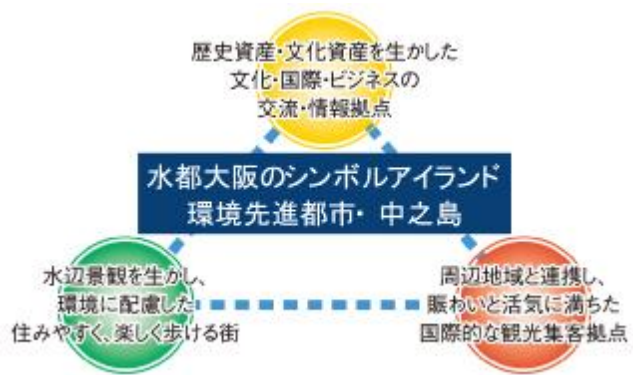 歴史資産・文化資産を生かした
文化・国際・ビジネスの
交流・情報拠点
水都大阪のシンボルアイランド
環境先進都市・ 中之島
水辺景観を生かし、
環境に配慮した
住みやすく、楽しく歩ける街
周辺地域と連携し、
賑わいと活気に満ちた
国際的な観光集客拠点